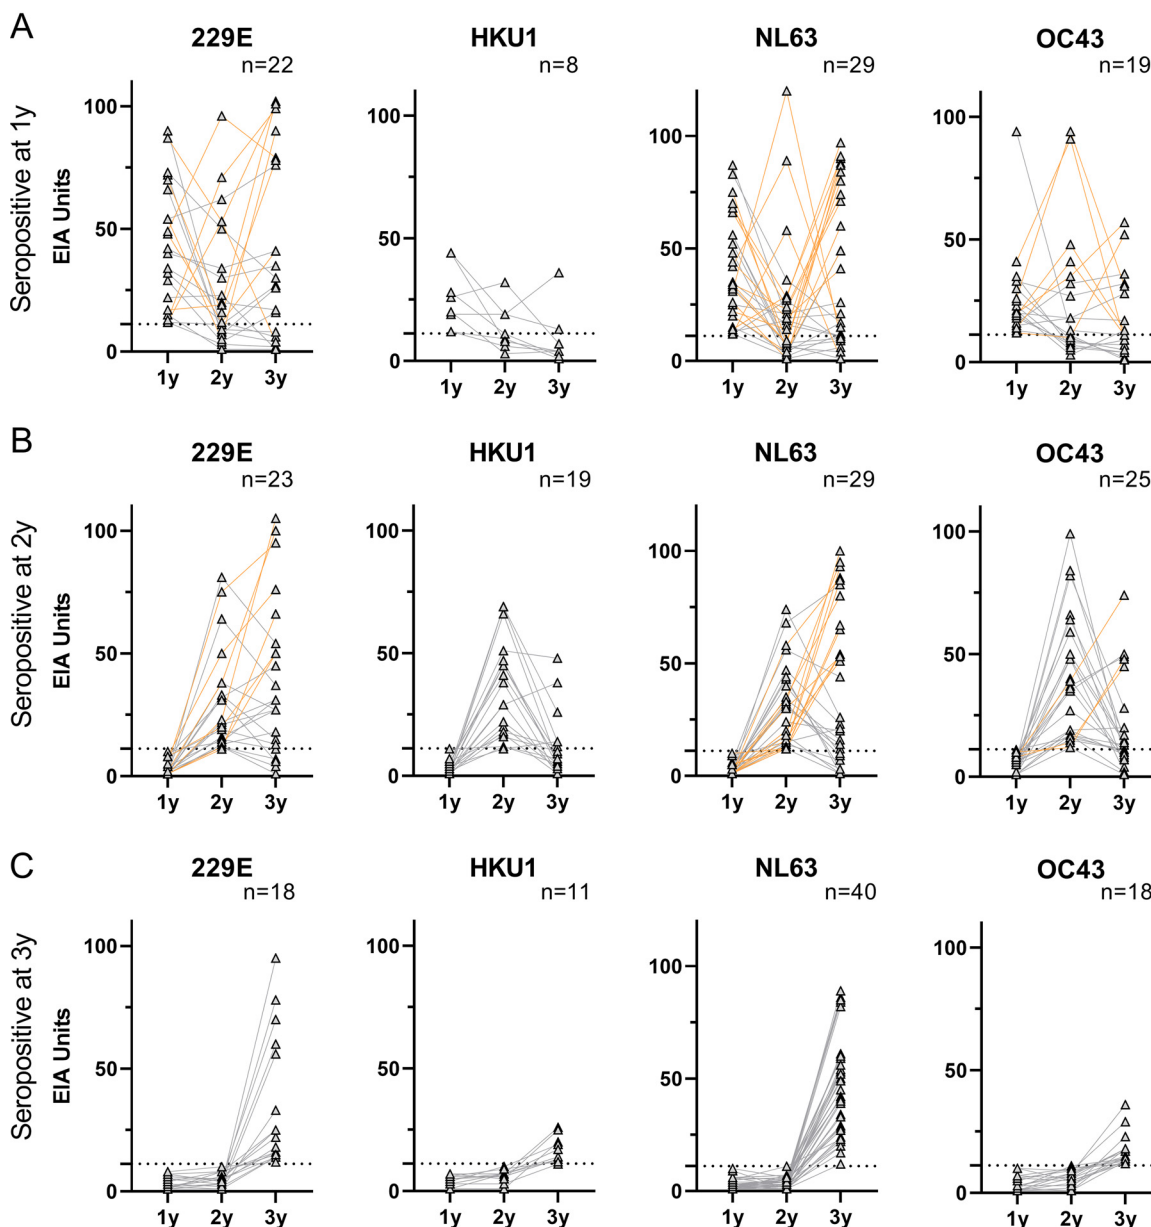 A
229E HKU1 NL63 OC43
n=22 n=8 n=29 n=19
Seropositive at 1y
EIA Units
100 100 100 100
50 50 50 50
0 0 0 0
1y 2y 3y 1y 2y 3y 1y 2y 3y 1y 2y 3y
B
229E HKU1 NL63 OC43
n=23 n=19 n=29 n=25
Seropositive at 2y
EIA Units
100 100 100 100
50 50 50 50
0 0 0 0
1y 2y 3y 1y 2y 3y 1y 2y 3y 1y 2y 3y
C
229E HKU1 NL63 OC43
n=18 n=11 n=40 n=18
Seropositive at 3y
EIA Units
100 100 100 100
50 50 50 50
0 0 0 0
1y 2y 3y 1y 2y 3y 1y 2y 3y 1y 2y 3y